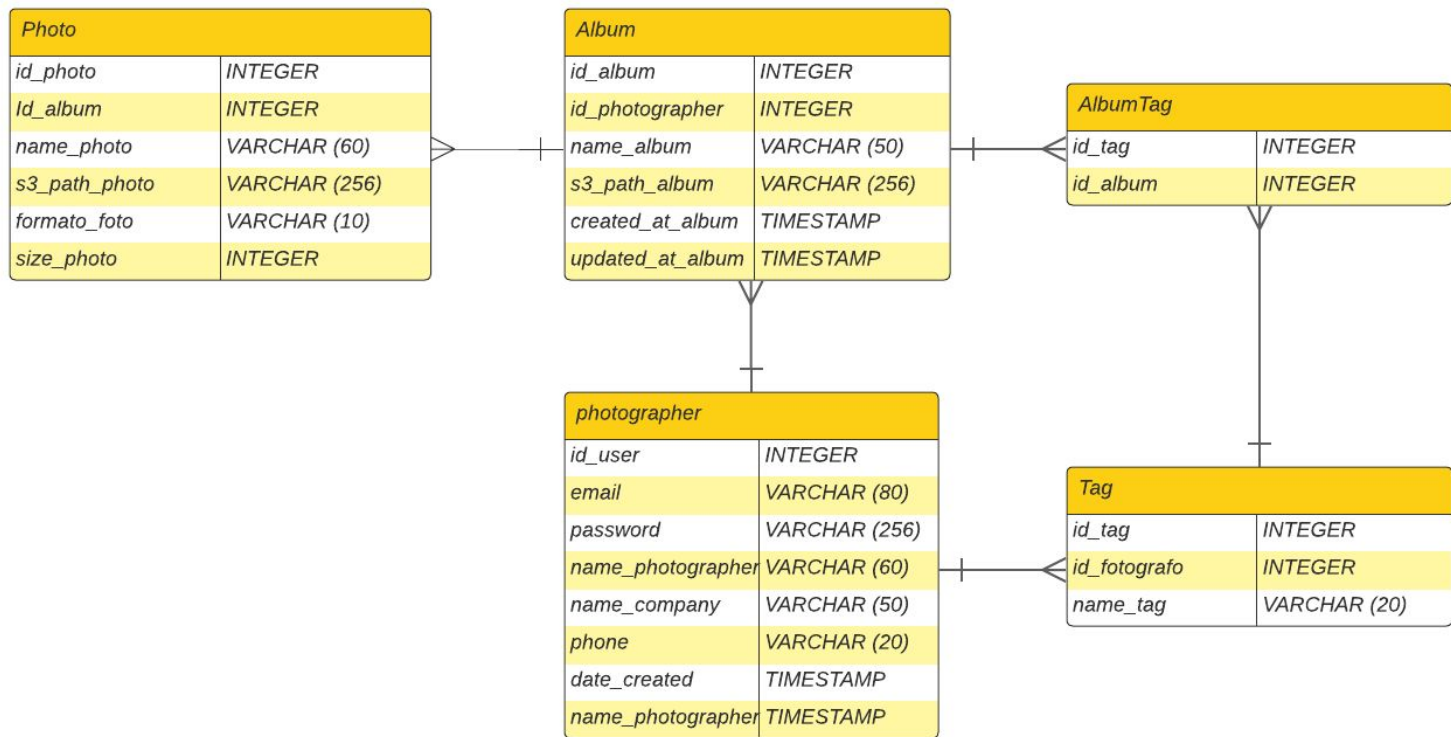 Photo
id_photo INTEGER
Id_album INTEGER
name_photo VARCHAR (60)
s3_path_photo VARCHAR (256)
formato_foto VARCHAR (10)
size_photo INTEGER
Album
id_album INTEGER
id_photographer INTEGER
name_album VARCHAR (50)
s3_path_album VARCHAR (256)
created_at_album TIMESTAMP
updated_at_album TIMESTAMP
AlbumTag
id_tag INTEGER
id_album INTEGER
photographer
id_user INTEGER
email VARCHAR (80)
password VARCHAR (256)
name_photographer VARCHAR (60)
name_company VARCHAR (50)
phone VARCHAR (20)
date_created TIMESTAMP
name_photographer TIMESTAMP
Tag
id_tag INTEGER
id_fotografo INTEGER
name_tag VARCHAR (20)